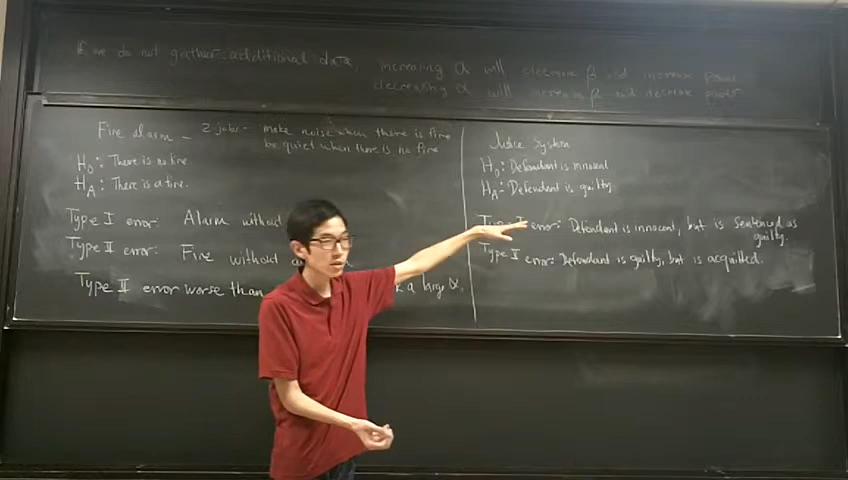 If we do not gather additional data, increasing α will decrease β and increase power
decreasing α will increase β and decrease power
Fire alarm - 2 jobs - make noise when there is fire
be quiet when there is no fire
H₀: There is no fire
H_A: There is a fire.
Type I error: Alarm without
Type II error: Fire without a
Type II error worse than
k a large α.
Justice System
H₀: Defendant is innocent
H_A: Defendant is guilty
Type I error: Defendant is innocent, but is sentenced as
guilty.
Type II error: Defendant is guilty, but is acquitted.